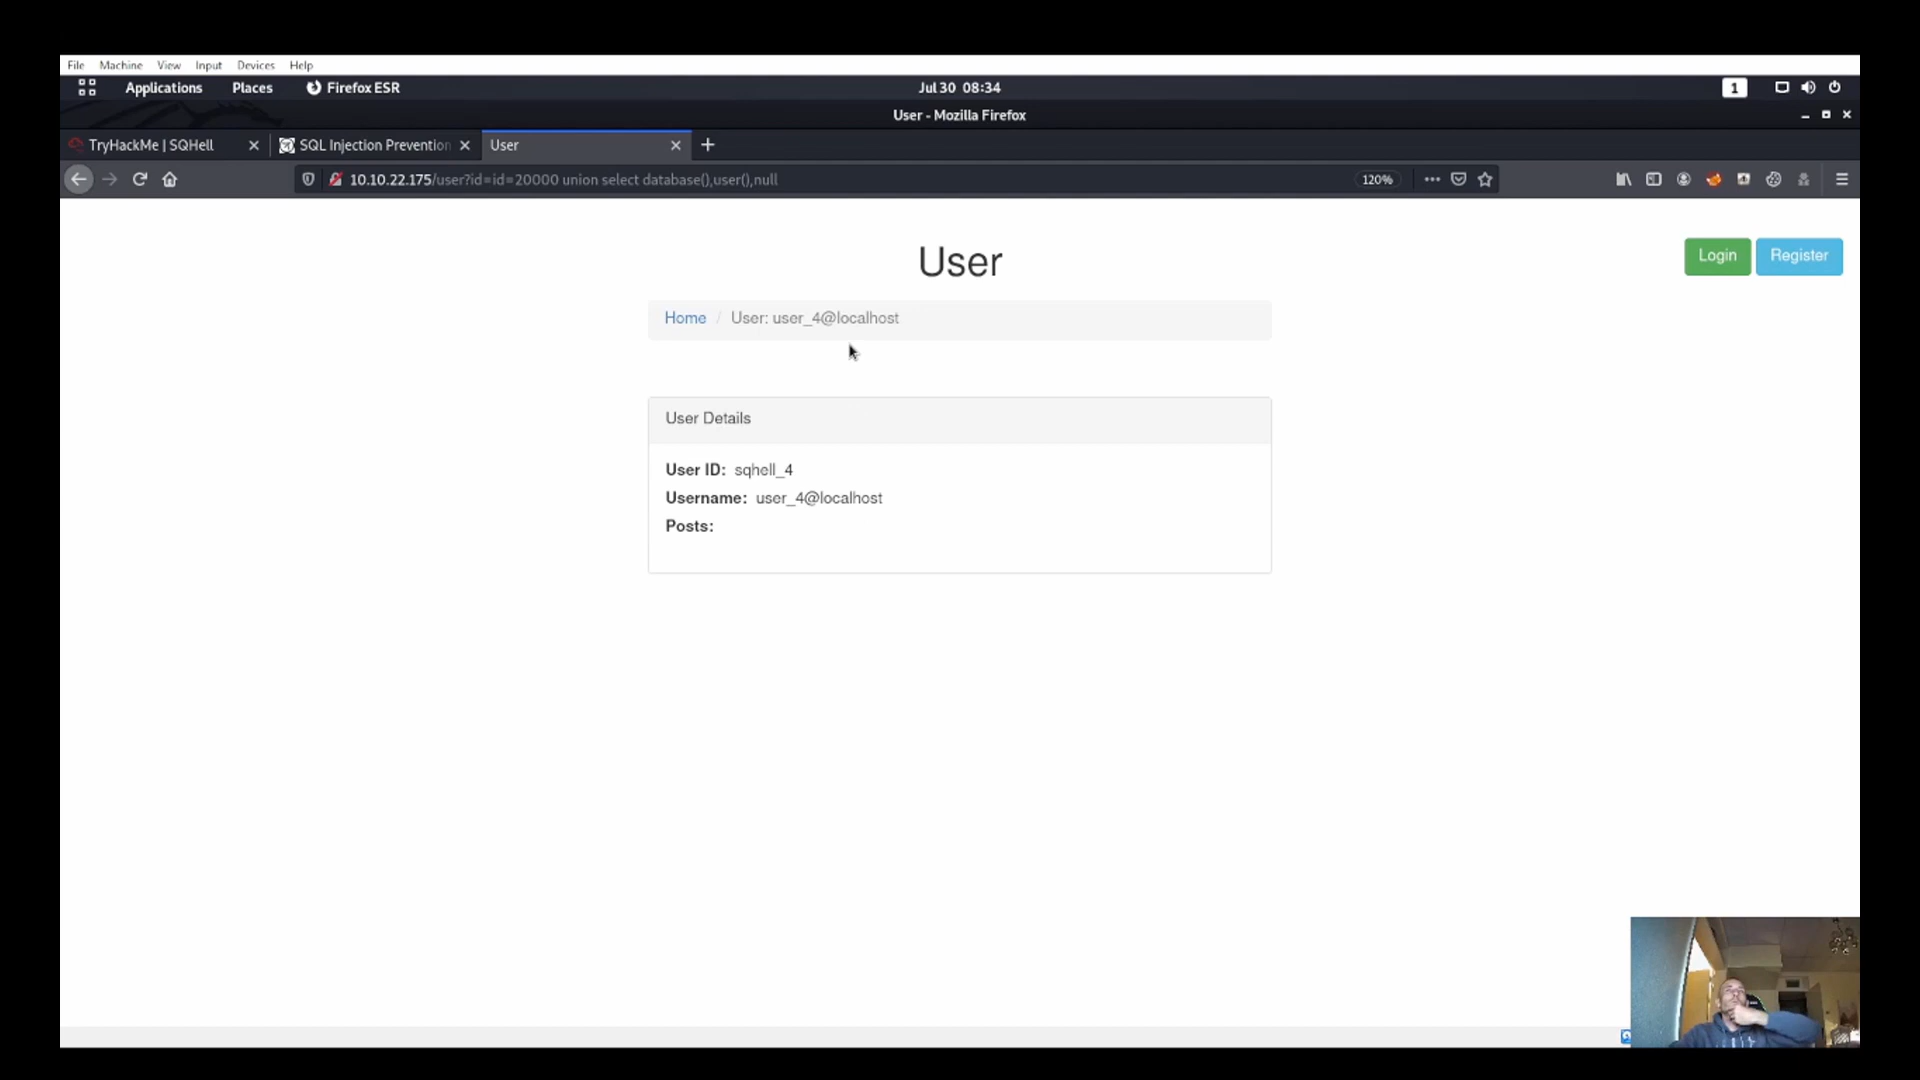 File Machine View Input Devices Help
Applications Places Firefox ESR Jul 30 08:34 1
User - Mozilla Firefox
TryHackMe | SQHell SQL Injection Prevention User
10.10.22.175/user?id=id=20000 union select database(),user(),null 120%
User
Login Register
Home / User: user_4@localhost
User Details
User ID: sqhell_4
Username: user_4@localhost
Posts: